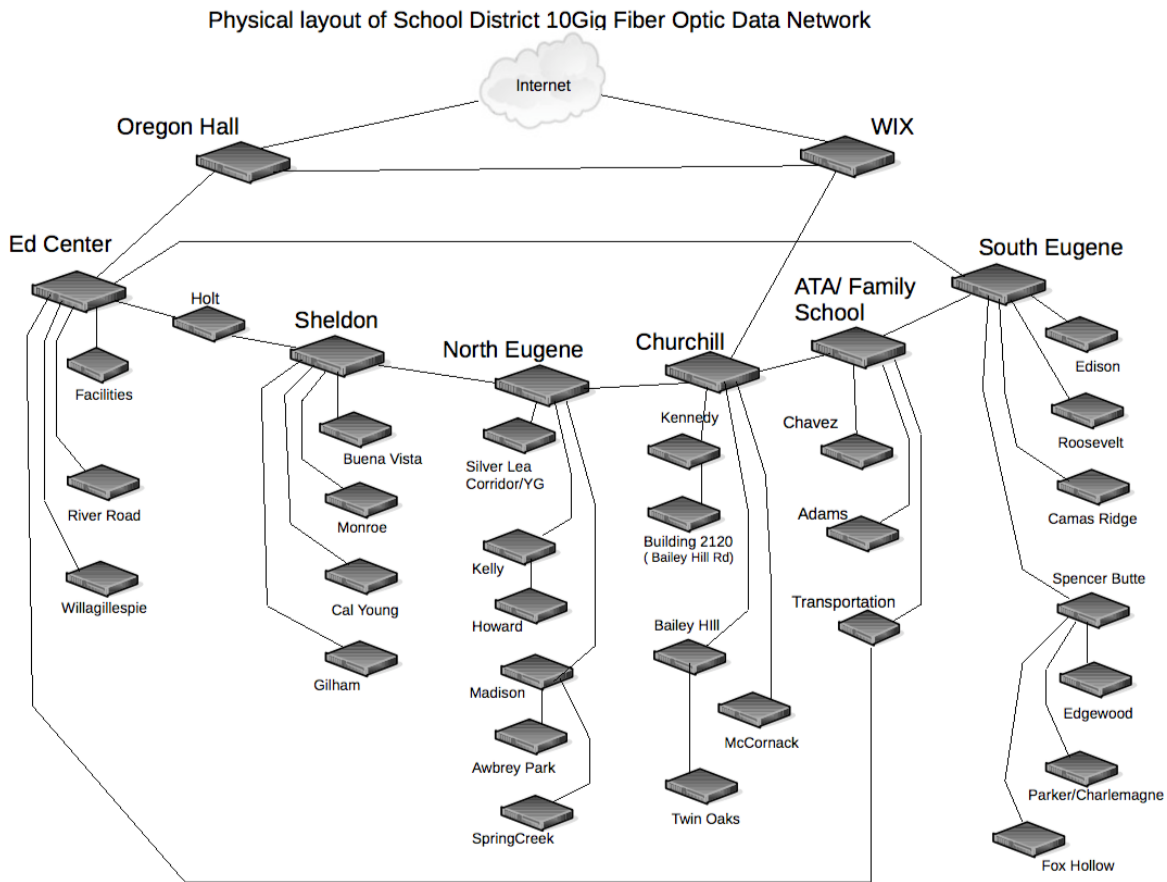 Physical layout of School District 10Gig Fiber Optic Data Network
Internet
Oregon Hall
WIX
Ed Center
South Eugene
Holt
ATA/ Family
School
Sheldon
North Eugene
Churchill
Edison
Facilities
Kennedy
Chavez
Roosevelt
Buena Vista
Silver Lea
Corridor/YG
River Road
Monroe
Adams
Camas Ridge
Building 2120
( Bailey Hill Rd)
Kelly
Spencer Butte
Willagillespie
Cal Young
Transportation
Howard
Bailey HIll
Gilham
Madison
Edgewood
McCornack
Awbrey Park
Parker/Charlemagne
SpringCreek
Twin Oaks
Fox Hollow